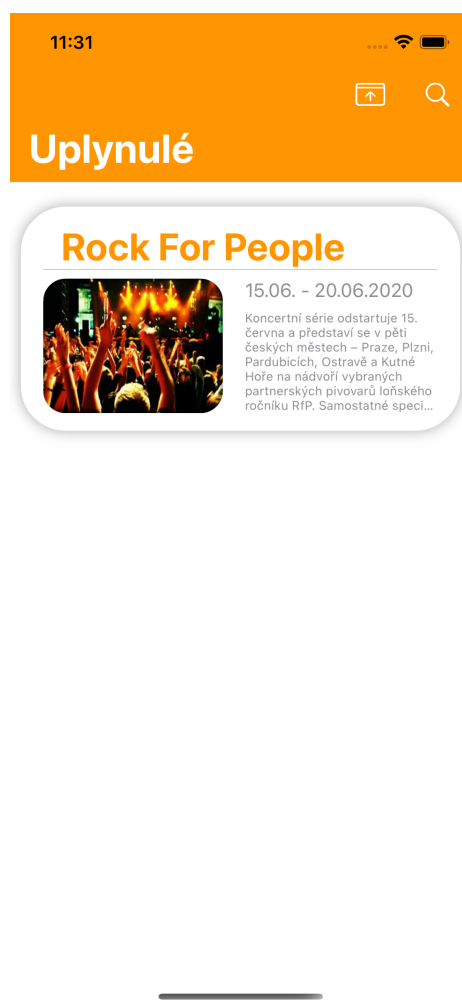 11:31
Uplynulé
Rock For People
15.06. - 20.06.2020
Koncertní série odstartuje 15.
června a představí se v pěti
českých městech – Praze, Plzni,
Pardubicích, Ostravě a Kutné
Hoře na nádvoří vybraných
partnerských pivovarů loňského
ročníku RfP. Samostatné speci...